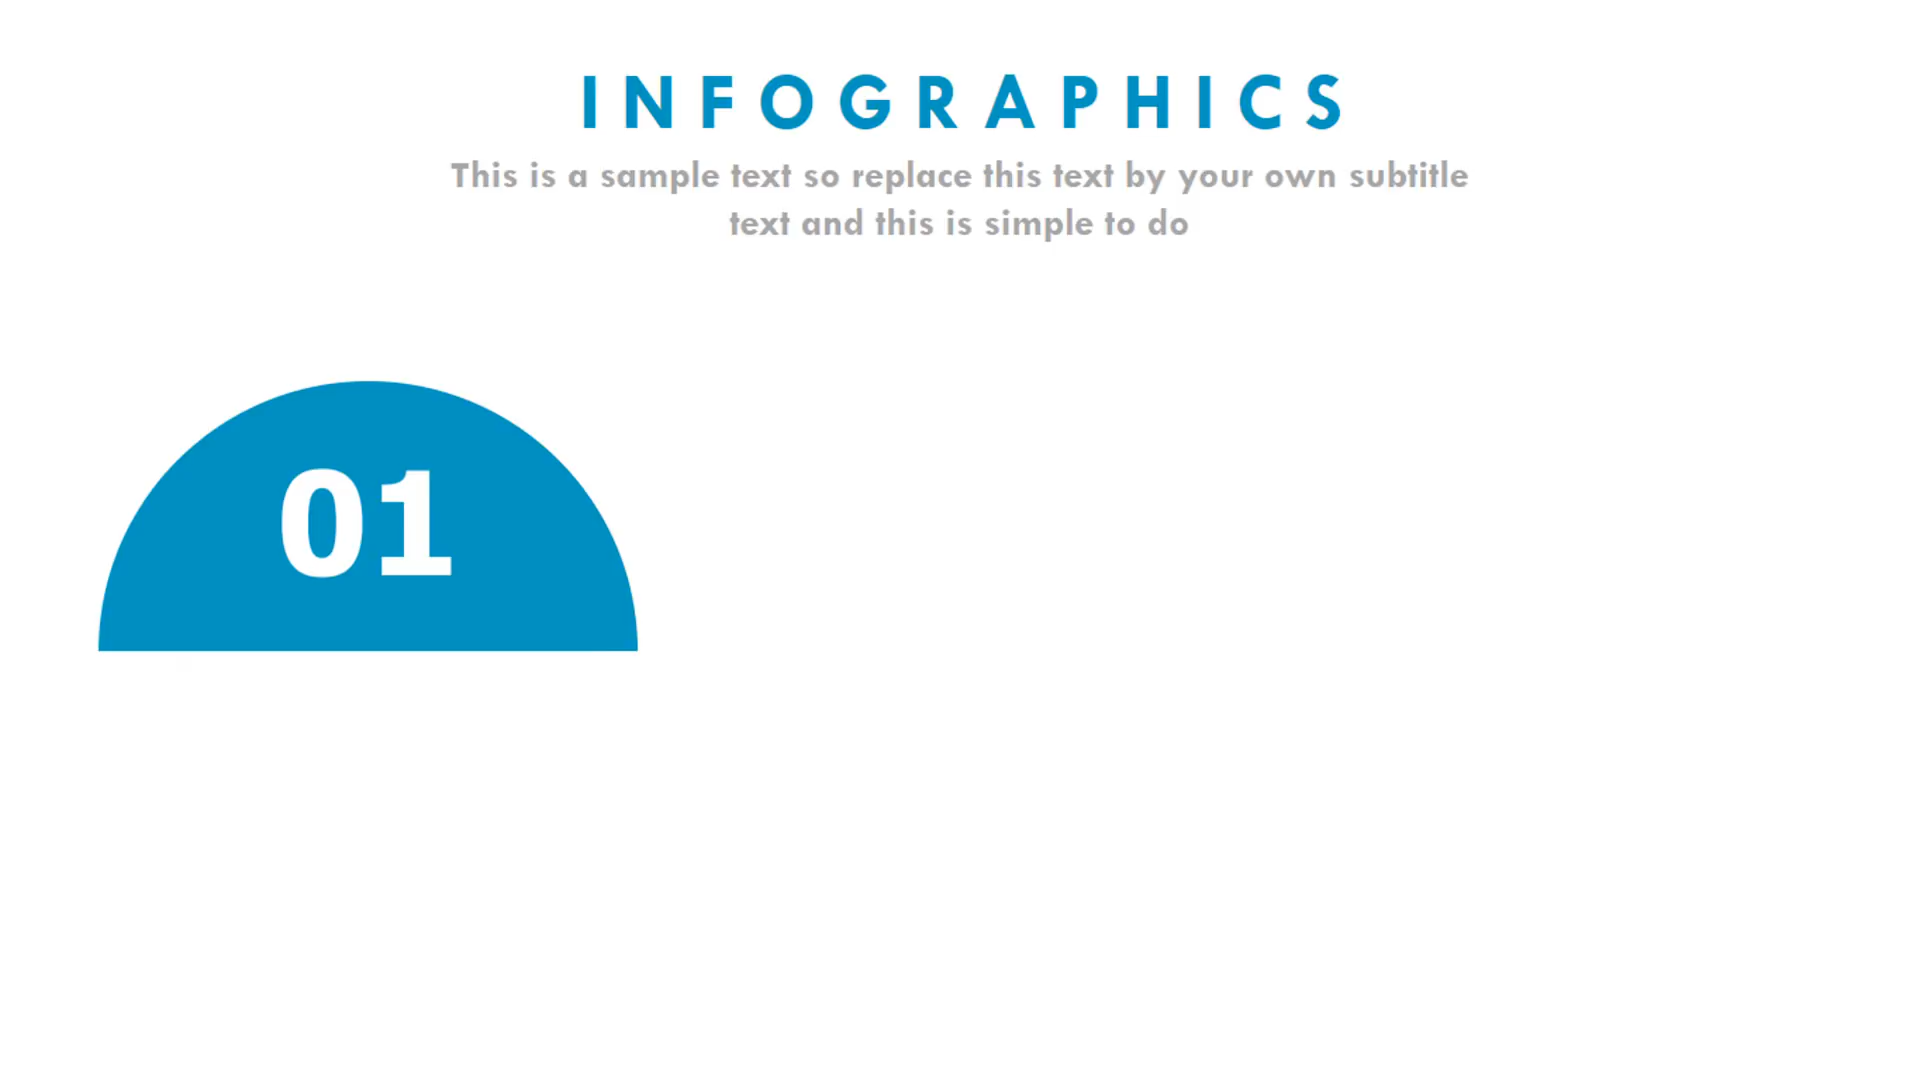 INFOGRAPHICS
This is a sample text so replace this text by your own subtitle
text and this is simple to do
01